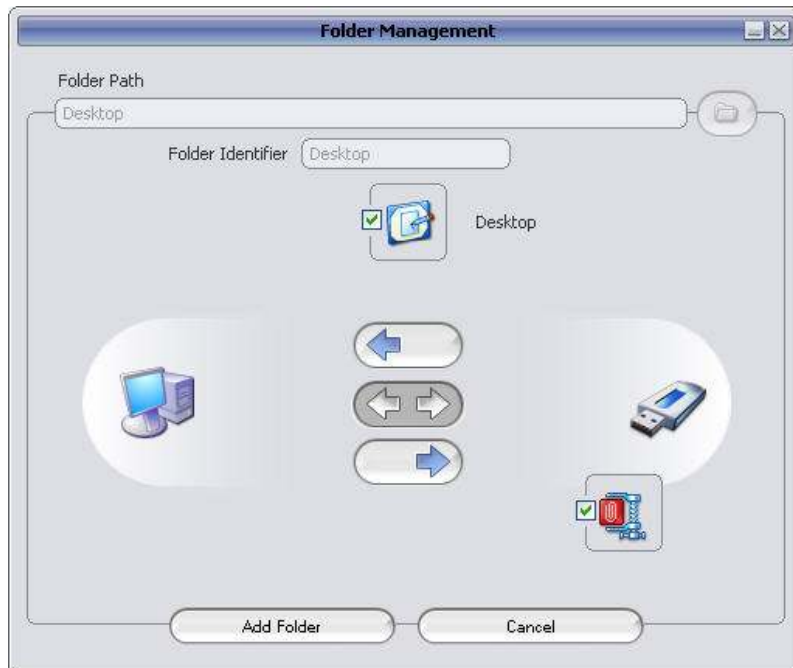 Folder Management
Folder Path
Desktop
Folder Identifier Desktop
Desktop
Add Folder Cancel